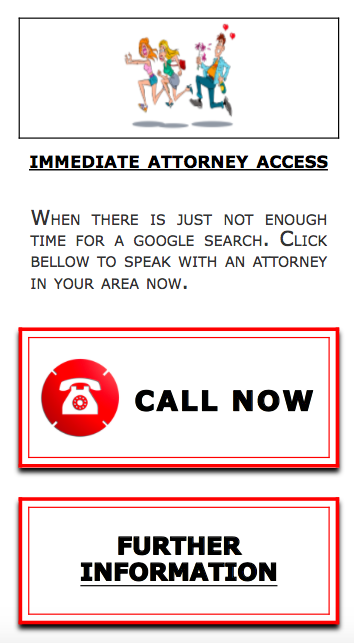 IMMEDIATE ATTORNEY ACCESS
WHEN THERE IS JUST NOT ENOUGH
TIME FOR A GOOGLE SEARCH. CLICK
BELLOW TO SPEAK WITH AN ATTORNEY
IN YOUR AREA NOW.
CALL NOW
FURTHER
INFORMATION